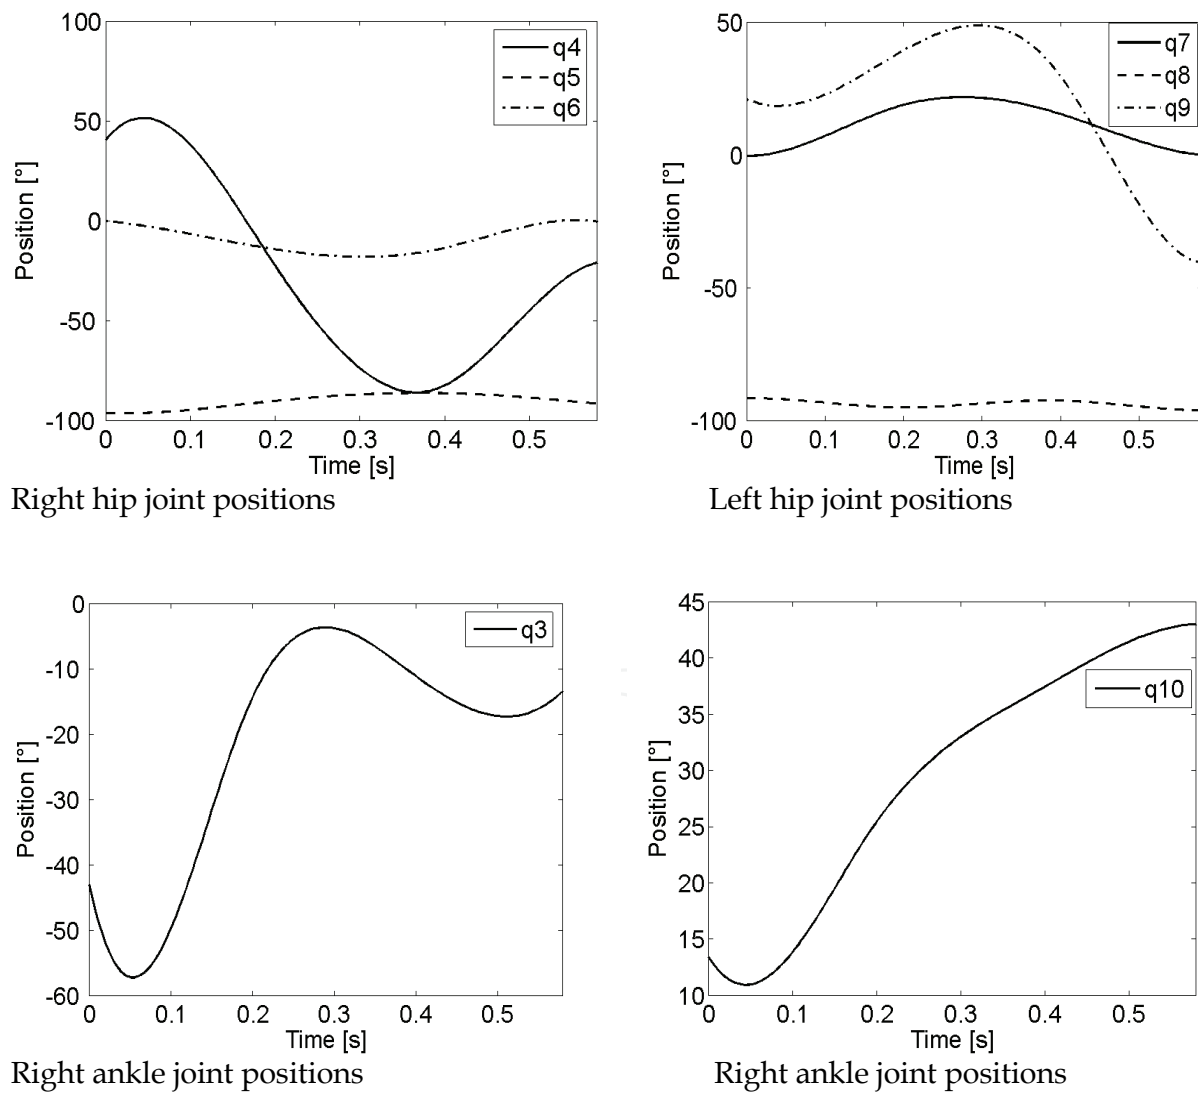 100
50
0
-50
-100
Position [°]
q4
q5
q6
0 0.1 0.2 0.3 0.4 0.5
Time [s]
Right hip joint positions
50
0
-50
-100
Position [°]
q7
q8
q9
0 0.1 0.2 0.3 0.4 0.5
Time [s]
Left hip joint positions
0
-10
-20
-30
-40
-50
-60
Position [°]
q3
0 0.1 0.2 0.3 0.4 0.5
Time [s]
Right ankle joint positions
45
40
35
30
25
20
15
10
Position [°]
q10
0 0.1 0.2 0.3 0.4 0.5
Time [s]
Right ankle joint positions